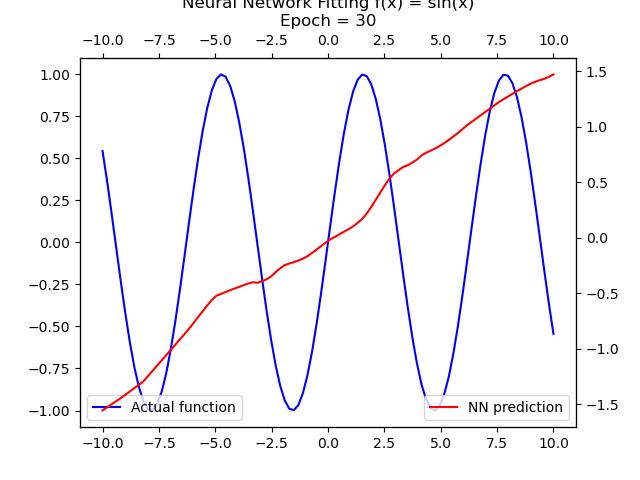 Neural Network Fitting f(x) = sin(x)
Epoch = 30
−10.0 −7.5 −5.0 −2.5 0.0 2.5 5.0 7.5 10.0
1.00
0.75
0.50
0.25
0.00
−0.25
−0.50
−0.75
−1.00
1.5
1.0
0.5
0.0
−0.5
−1.0
−1.5
Actual function
NN prediction
−10.0 −7.5 −5.0 −2.5 0.0 2.5 5.0 7.5 10.0